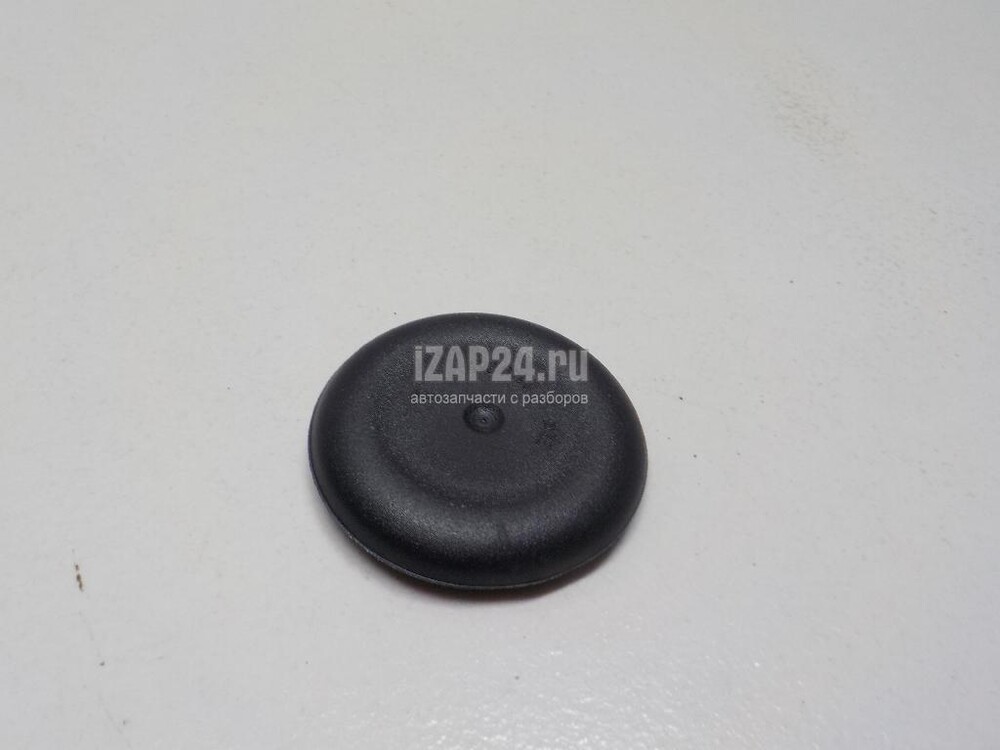 iZAP24.ru
автозапчасти с разборов